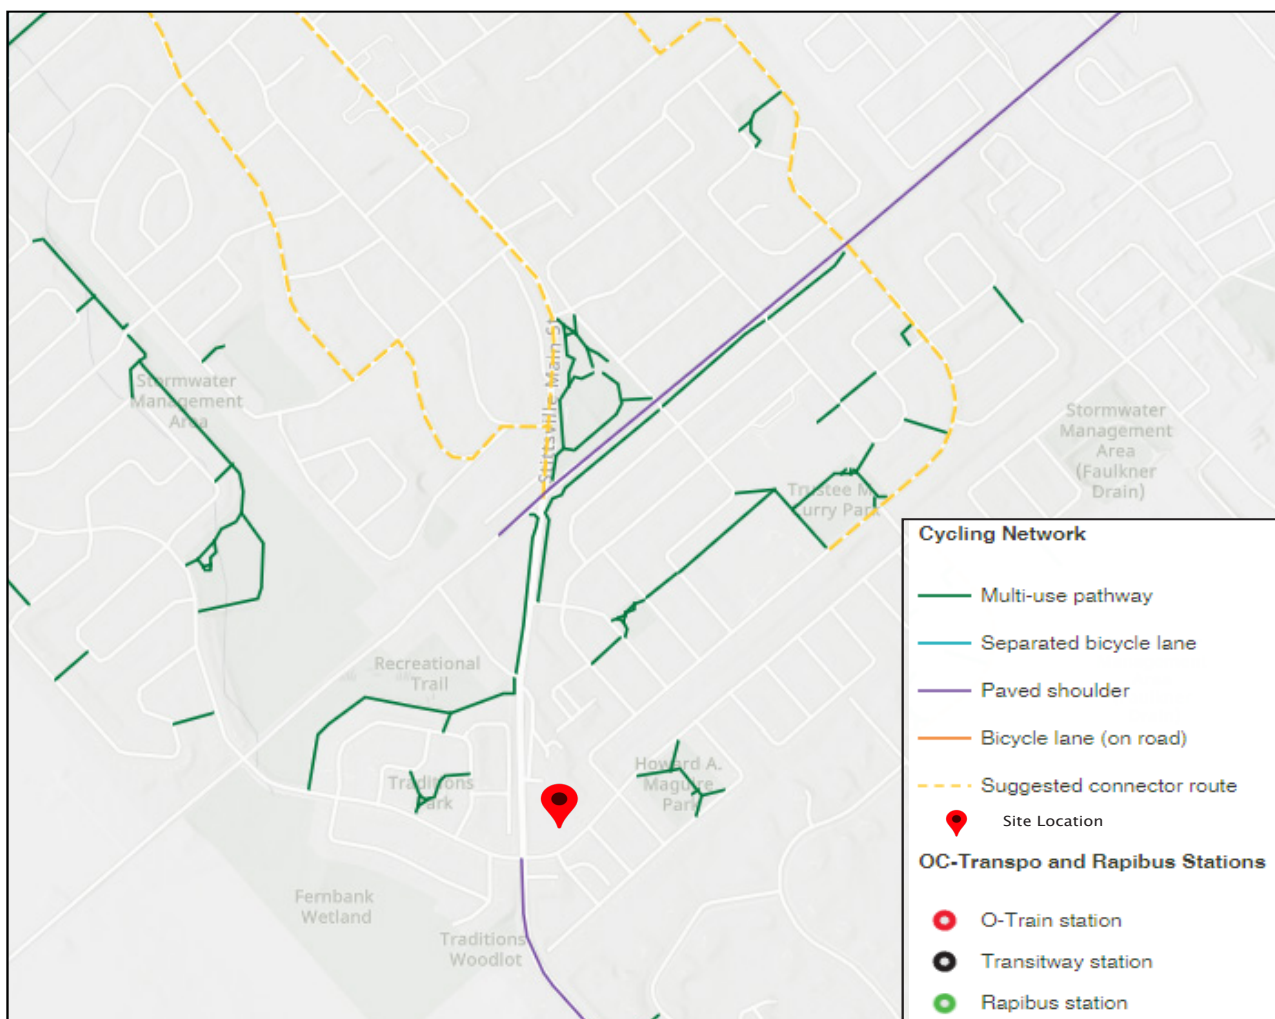 Stittsville Main St
Stormwater
Management
Area
Stormwater
Management
Area
(Faulkner
Drain)
Trustee M.
Curry Park
Recreational
Trail
Howard A.
Maguire
Park
Traditions
Park
Fernbank
Wetland
Traditions
Woodlot
Cycling Network
Multi-use pathway
Separated bicycle lane
Paved shoulder
Bicycle lane (on road)
Suggested connector route
Site Location
OC-Transpo and Rapibus Stations
O-Train station
Transitway station
Rapibus station